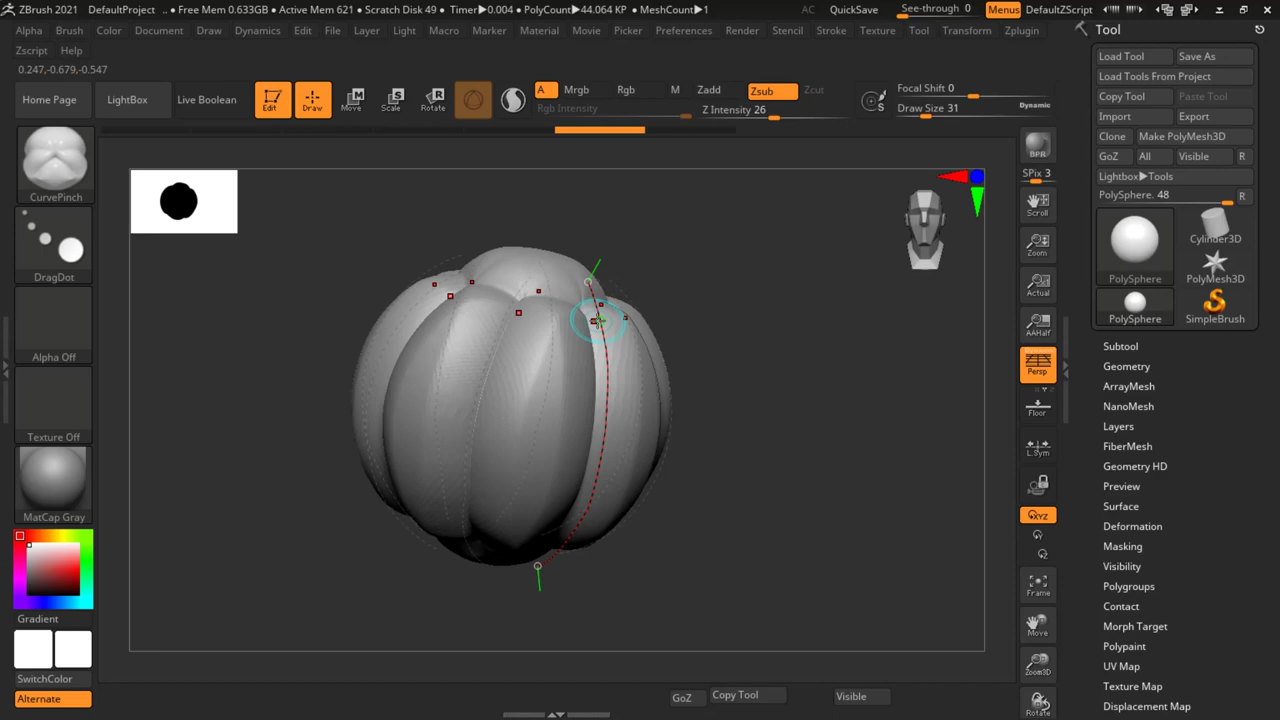 ZBrush 2021 DefaultProject . • Free Mem 0.633GB • Active Mem 621 • Scratch Disk 49 • Timer▶0.004 • PolyCount▶44.064 KP • MeshCount▶1 AC QuickSave See-through 0 Menus DefaultZScript
Alpha Brush Color Document Draw Dynamics Edit File Layer Light Macro Marker Material Movie Picker Preferences Render Stencil Stroke Texture Tool Transform Zplugin
Zscript Help
0.247,-0.679,-0.547
Home Page LightBox Live Boolean Edit Draw Move Scale Rotate
A Mrgb Rgb M Zadd Zsub Zcut
Rgb Intensity Z Intensity 26
Focal Shift 0
Draw Size 31 Dynamic
CurvePinch
DragDot
Alpha Off
Texture Off
MatCap Gray
Gradient
SwitchColor
Alternate
BPR
SPix 3
Scroll
Zoom
Actual
AAHalf
Dynamic
Persp
Floor
L.Sym
XYZ
Y
Z
Frame
Move
Zoom3D
Rotate
GoZ Copy Tool Visible
Tool
Load Tool Save As
Load Tools From Project
Copy Tool Paste Tool
Import Export
Clone Make PolyMesh3D
GoZ All Visible R
Lightbox▶Tools
PolySphere. 48 R
PolySphere
Cylinder3D
PolyMesh3D
PolySphere SimpleBrush
Subtool
Geometry
ArrayMesh
NanoMesh
Layers
FiberMesh
Geometry HD
Preview
Surface
Deformation
Masking
Visibility
Polygroups
Contact
Morph Target
Polypaint
UV Map
Texture Map
Displacement Map